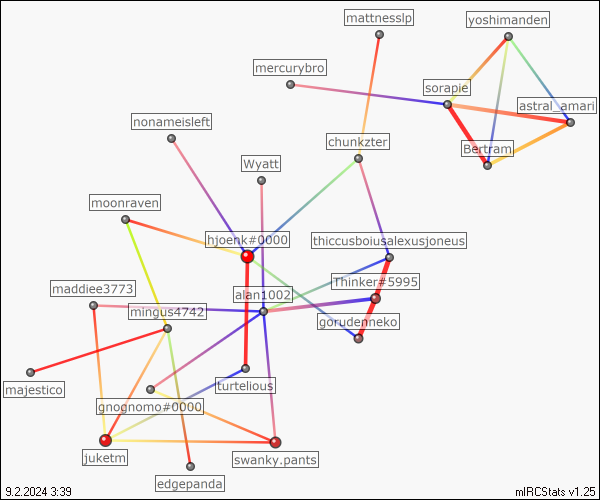 mattnesslp
yoshimanden
mercurybro
sorapie
astral_amari
nonameisleft
chunkzter
Bertram
Wyatt
moonraven
hjoenk#0000
thiccusboiusalexusjoneus
maddiee3773
alan1002
Thinker#5995
mingus4742
gorudenneko
majestico
turtelious
gnognomo#0000
juketm
swanky.pants
edgepanda
9.2.2024 3:39
mIRCStats v1.25